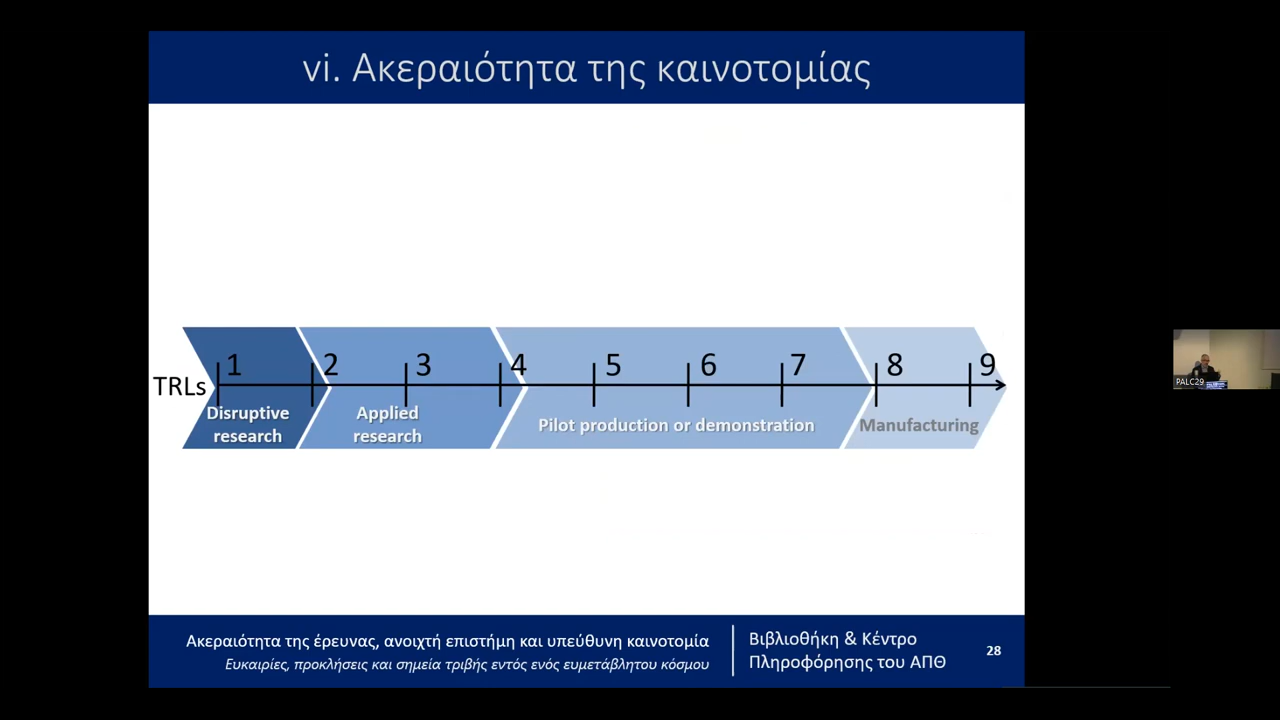 vi. Ακεραιότητα της καινοτομίας
1 2 3 4 5 6 7 8 9
TRLs
Disruptive
research
Applied
research
Pilot production or demonstration
Manufacturing
PALC29
Ακεραιότητα της έρευνας, ανοιχτή επιστήμη και υπεύθυνη καινοτομία
Ευκαιρίες, προκλήσεις και σημεία τριβής εντός ενός ευμετάβλητου κόσμου
Βιβλιοθήκη & Κέντρο
Πληροφόρησης του ΑΠΘ
28